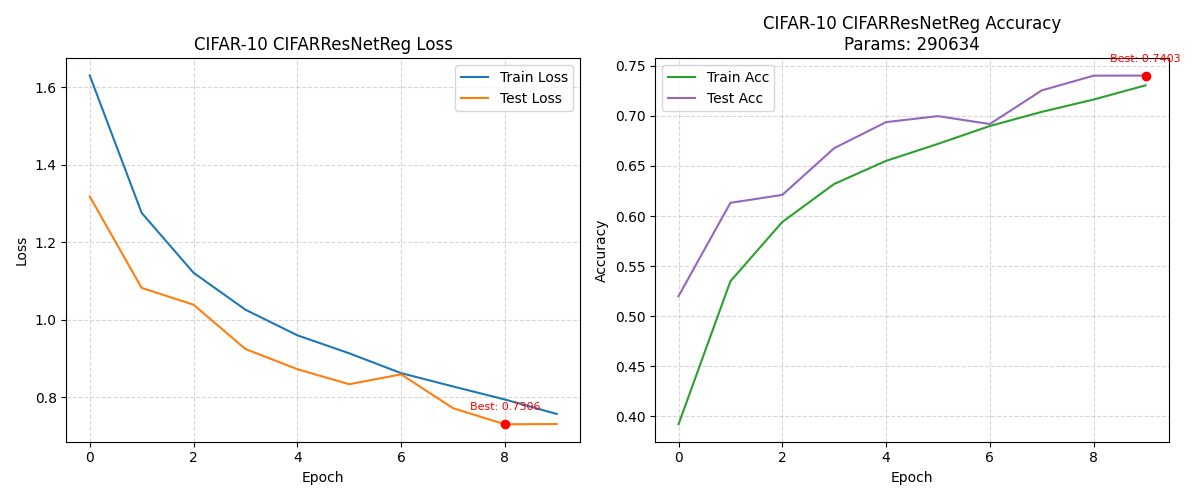 CIFAR-10 CIFARResNetReg Loss
Train Loss
Test Loss
1.6
1.4
1.2
1.0
0.8
Loss
Best: 0.7306
0
2
4
6
8
Epoch
CIFAR-10 CIFARResNetReg Accuracy
Params: 290634
Best: 0.7403
Train Acc
Test Acc
0.75
0.70
0.65
0.60
0.55
0.50
0.45
0.40
Accuracy
0
2
4
6
8
Epoch